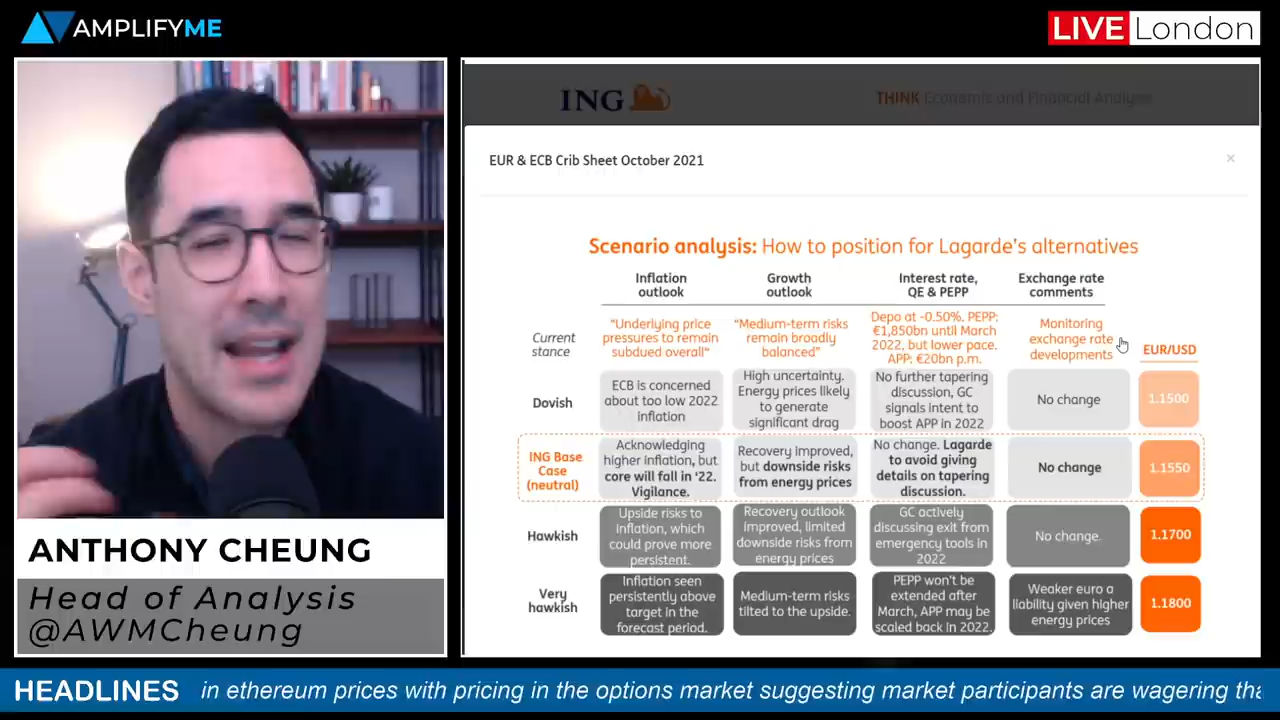 AMPLIFYME
LIVE London
ING
THINK Economic and Financial Analysis
EUR & ECB Crib Sheet October 2021
×
Scenario analysis: How to position for Lagarde's alternatives
Inflation
outlook
Growth
outlook
Interest rate,
QE & PEPP
Exchange rate
comments
Current
stance
"Underlying price
pressures to remain
subdued overall"
"Medium-term risks
remain broadly
balanced"
Depo at -0.50%. PEPP:
€1,850bn until March
2022, but lower pace.
APP: €20bn p.m.
Monitoring
exchange rate
developments
EUR/USD
Dovish
ECB is concerned
about too low 2022
inflation
High uncertainty.
Energy prices likely
to generate
significant drag
No further tapering
discussion, GC
signals intent to
boost APP in 2022
No change
1.1500
ING Base
Case
(neutral)
Acknowledging
higher inflation, but
core will fall in '22.
Vigilance.
Recovery improved,
but downside risks
from energy prices
No change. Lagarde
to avoid giving
details on tapering
discussion.
No change
1.1550
Hawkish
Upside risks to
inflation, which
could prove more
persistent.
Recovery outlook
improved, limited
downside risks from
energy prices
GC actively
discussing exit from
emergency tools in
2022
No change.
1.1700
Very
hawkish
Inflation seen
persistently above
target in the
forecast period.
Medium-term risks
tilted to the upside.
PEPP won't be
extended after
March, APP may be
scaled back in 2022.
Weaker euro a
liability given higher
energy prices
1.1800
ANTHONY CHEUNG
Head of Analysis
@AWMCheung
HEADLINES in ethereum prices with pricing in the options market suggesting market participants are wagering tha